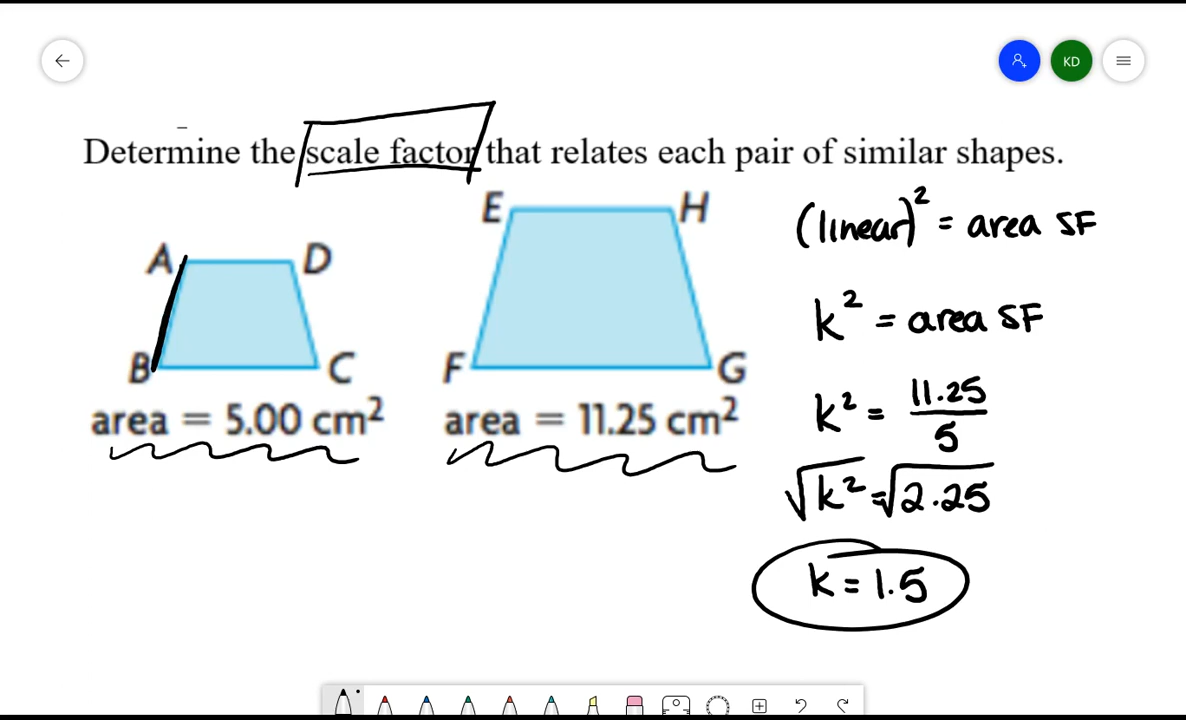 KD
Determine the scale factor that relates each pair of similar shapes.
A D
B C
area = 5.00 cm²
E H
F G
area = 11.25 cm²
(linear)² = area SF
k² = area SF
k² = 11.25
5
√k² = √2.25
k = 1.5